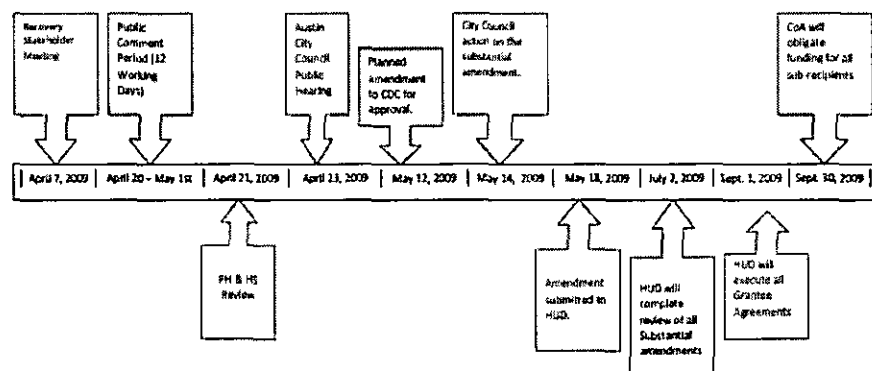 Recovery
Stakeholder
Meeting
Public
Comment
Period (12
Working
Days)
Austin
City
Council
Public
Hearing
Planned
amendment
to CDC for
approval.
City Council
action on the
substantial
amendment.
CoA will
obligate
funding for all
sub recipients
April 7, 2009 | April 20 – May 1st | April 21, 2009 | April 23, 2009 | May 12, 2009 | May 14, 2009 | May 18, 2009 | July 2, 2009 | Sept. 1, 2009 | Sept. 30, 2009
PH & HS
Review
Amendment
submitted to
HUD.
HUD will
complete
review of all
Substantial
amendments
HUD will
execute all
Grantee
Agreements